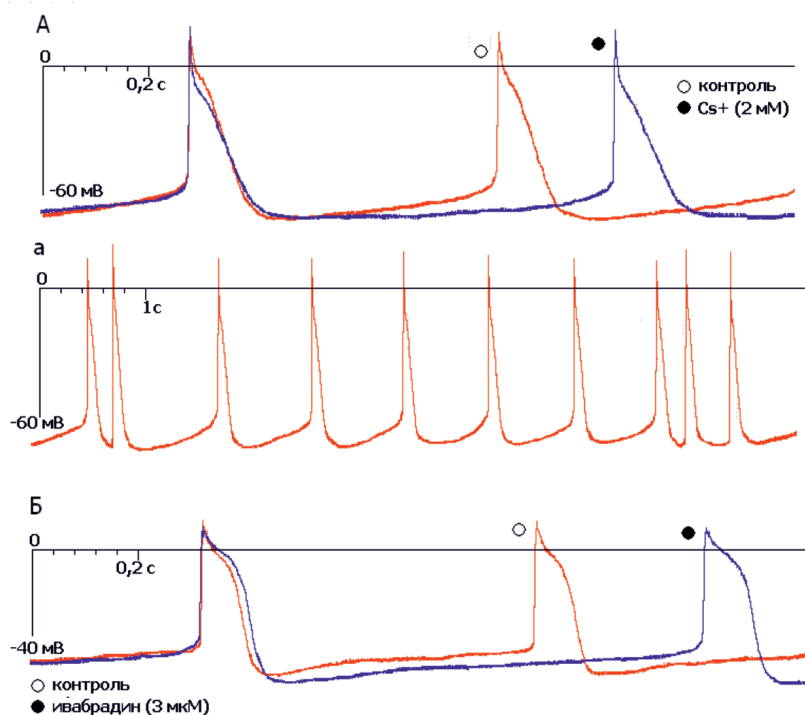 А
0
0,2 с
контроль
Cs+ (2 мМ)
-60 мВ
а
0
1с
-60 мВ
Б
0
0,2 с
-40 мВ
контроль
ивабрадин (3 мкМ)